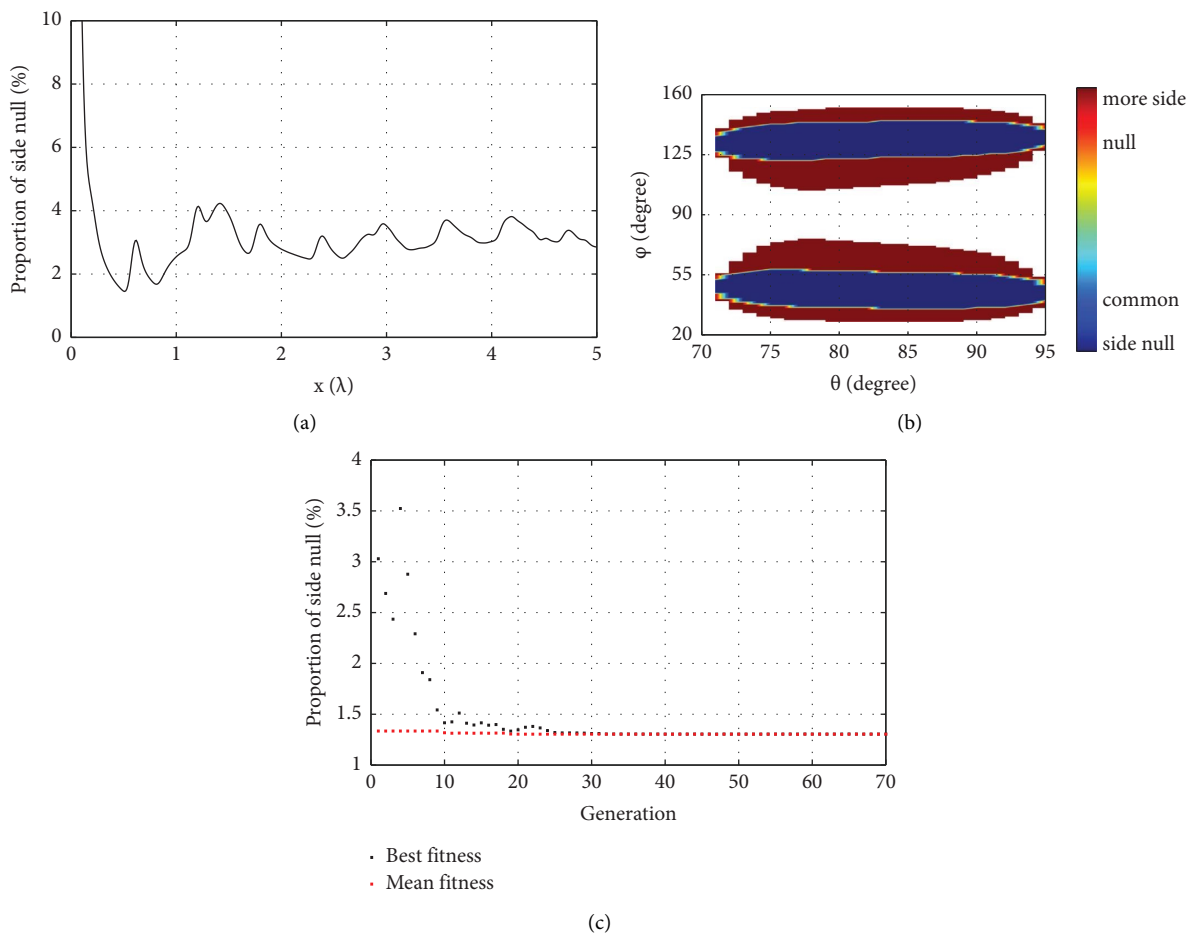 10
8
6
4
2
0
Proportion of side null (%)
0 1 2 3 4 5
x (λ)
(a)
160
125
90
55
20
φ (degree)
70 75 80 85 90 95
θ (degree)
more side
null
common
side null
(b)
4
3.5
3
2.5
2
1.5
1
Proportion of side null (%)
0 10 20 30 40 50 60 70
Generation
Best fitness
Mean fitness
(c)